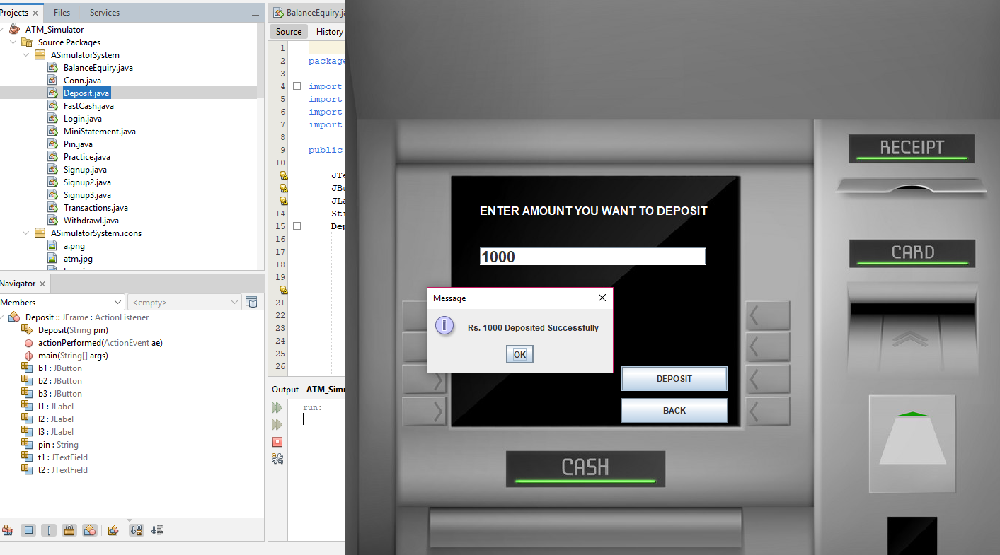 Projects
Files
Services
ATM_Simulator
Source Packages
ASimulatorSystem
BalanceEquiry.java
Conn.java
Deposit.java
FastCash.java
Login.java
MiniStatement.java
Pin.java
Practice.java
Signup.java
Signup2.java
Signup3.java
Transactions.java
Withdrawl.java
ASimulatorSystem.icons
a.png
atm.jpg
Navigator
Members
<empty>
Deposit :: JFrame : ActionListener
Deposit(String pin)
actionPerformed(ActionEvent ae)
main(String[] args)
b1 : JButton
b2 : JButton
b3 : JButton
l1 : JLabel
l2 : JLabel
l3 : JLabel
pin : String
t1 : JTextField
t2 : JTextField
BalanceEquiry.ja
Source
History
1
2 package
3
4 import
5 import
6 import
7 import
8
9 public
10
JTe
JBu
JLa
14 Str
15 Dep
16
17
18
19
21
22
23
24
25
26
Output - ATM_Simu
run:
ENTER AMOUNT YOU WANT TO DEPOSIT
1000
Message
Rs. 1000 Deposited Successfully
OK
DEPOSIT
BACK
CASH
RECEIPT
CARD